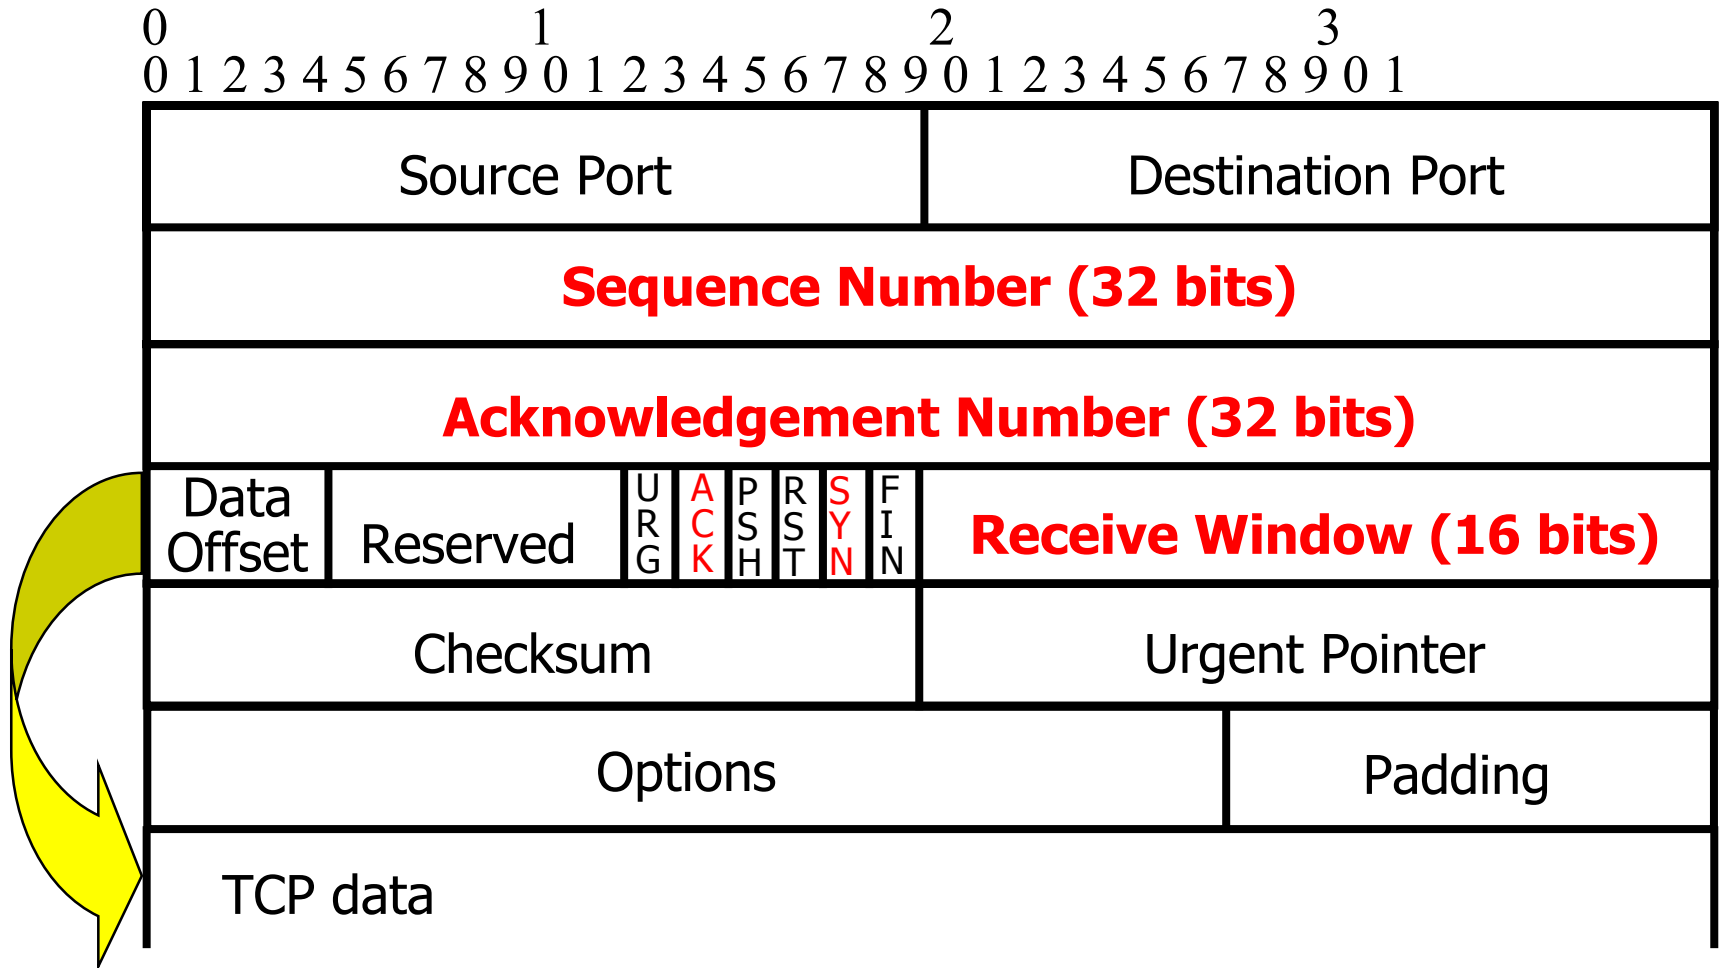 0 1 2 3
0 1 2 3 4 5 6 7 8 9 0 1 2 3 4 5 6 7 8 9 0 1 2 3 4 5 6 7 8 9 0 1
Source Port Destination Port
Sequence Number (32 bits)
Acknowledgement Number (32 bits)
Data Offset Reserved URG ACK PSH RST SYN FIN Receive Window (16 bits)
Checksum Urgent Pointer
Options Padding
TCP data